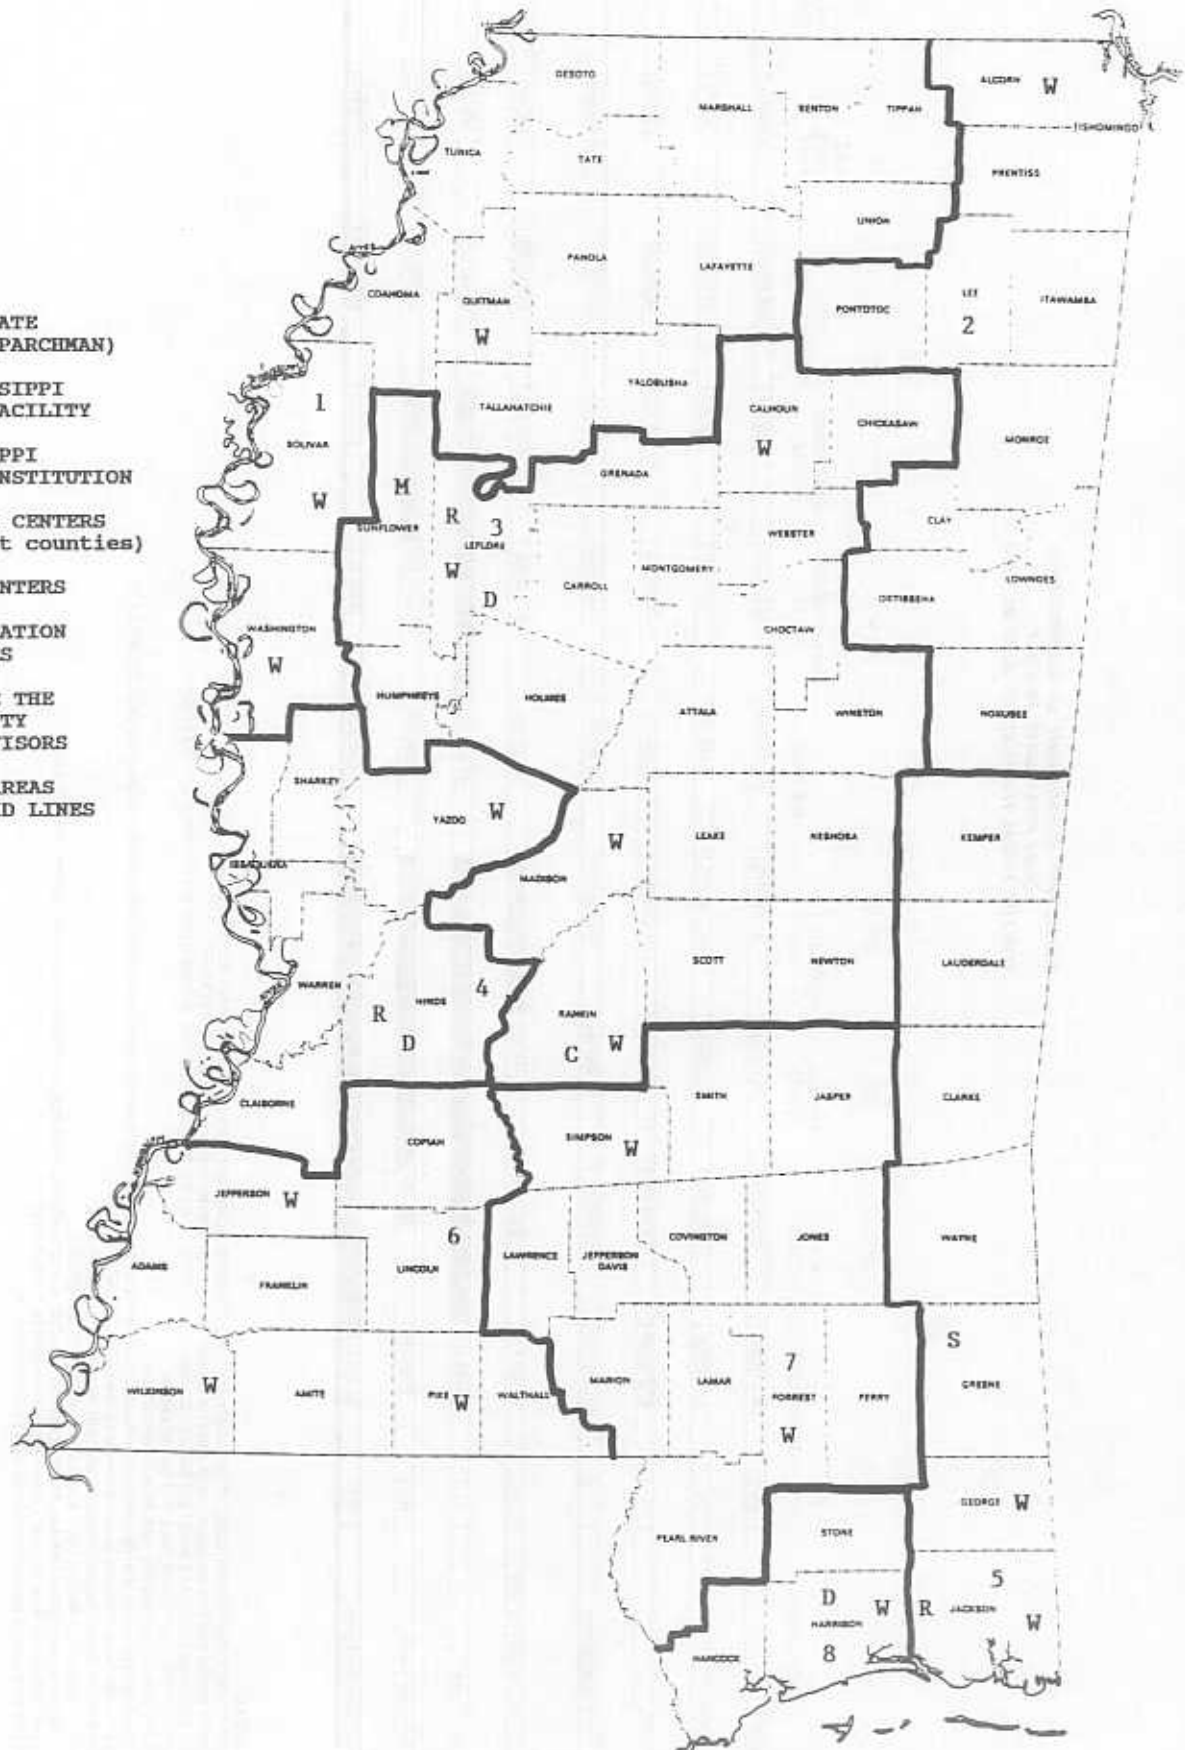 ATE
PARCHMAN)
SIPPI
ACILITY
PPI
NSTITUTION
CENTERS
t counties)
NTERS
ATION
S
THE
TY
VISORS
REAS
D LINES
DESOTO
MARSHALL
BENTON
TIPPAH
ALCORN W
TISHOMINGO
TUNICA
TATE
PRENTISS
UNION
PANOLA
LAFAYETTE
COAHOMA
QUITMAN
W
PONTOTOC
LEE
2
ITAWAMBA
1
BOLIVAR
W
TALLAHATCHIE
YALOBUSHA
CALHOUN
W
CHICKASAW
MONROE
GRENADA
M
SUNFLOWER
R 3
LEFLORE
W
D
CARROLL
MONTGOMERY
WEBSTER
CLAY
LOWNDES
OKTIBBEHA
CHOCTAW
WASHINGTON
W
HUMPHREYS
HOLMES
ATTALA
WINSTON
NOXUBEE
SHARKEY
YAZOO W
W
MADISON
LEAKE
NESHOBA
KEMPER
ISSAQUENA
WARREN
4
HINDS
R
D
RANKIN
C W
SCOTT
NEWTON
LAUDERDALE
CLAIBORNE
COPIAH
SIMPSON W
SMITH
JASPER
CLARKE
JEFFERSON W
6
ADAMS
FRANKLIN
LINCOLN
LAWRENCE
JEFFERSON
DAVIS
COVINGTON
JONES
WAYNE
WILKINSON W
AMITE
PIKE W
WALTHALL
MARION
LAMAR
7
FORREST
W
PERRY
S
GREENE
GEORGE W
PEARL RIVER
STONE
D W
HARRISON
8
5
R JACKSON
W
HANCOCK